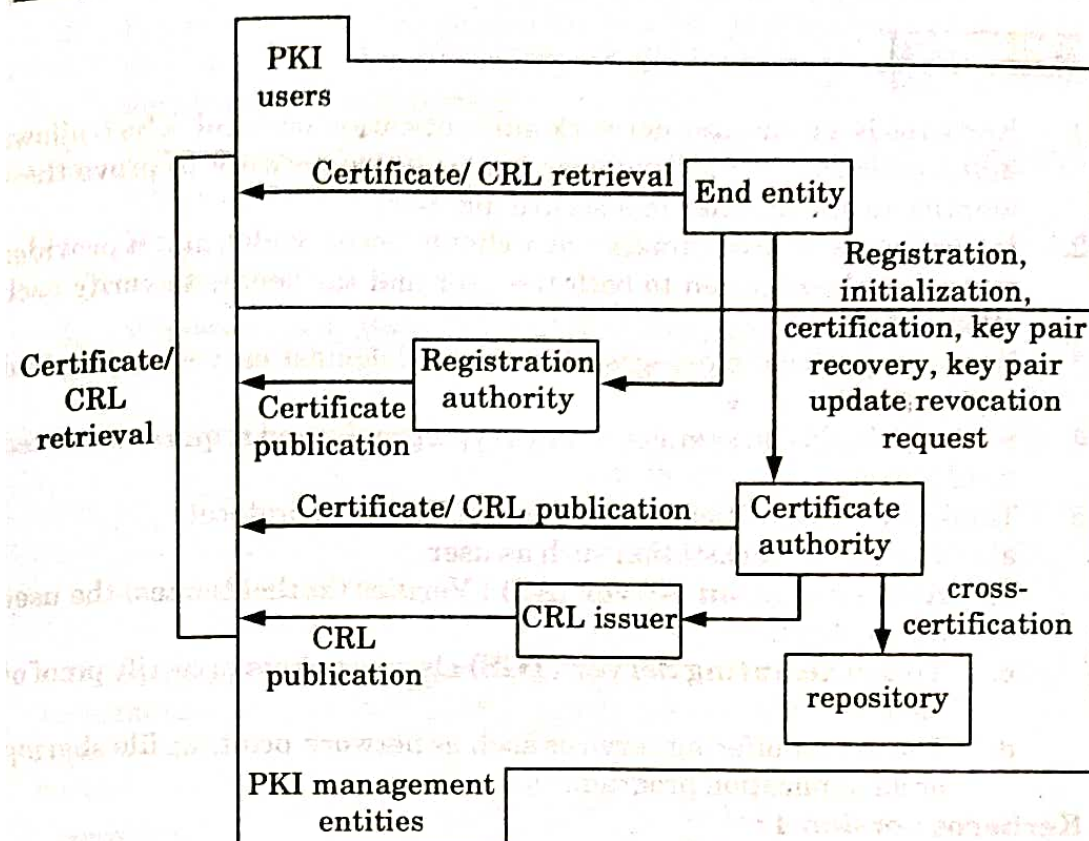 PKI
users
Certificate/ CRL retrieval
End entity
Registration,
initialization,
certification, key pair
recovery, key pair
update revocation
request
Certificate/
CRL
retrieval
Registration
authority
Certificate
publication
Certificate/ CRL publication
Certificate
authority
cross-
certification
CRL issuer
CRL
publication
repository
PKI management
entities